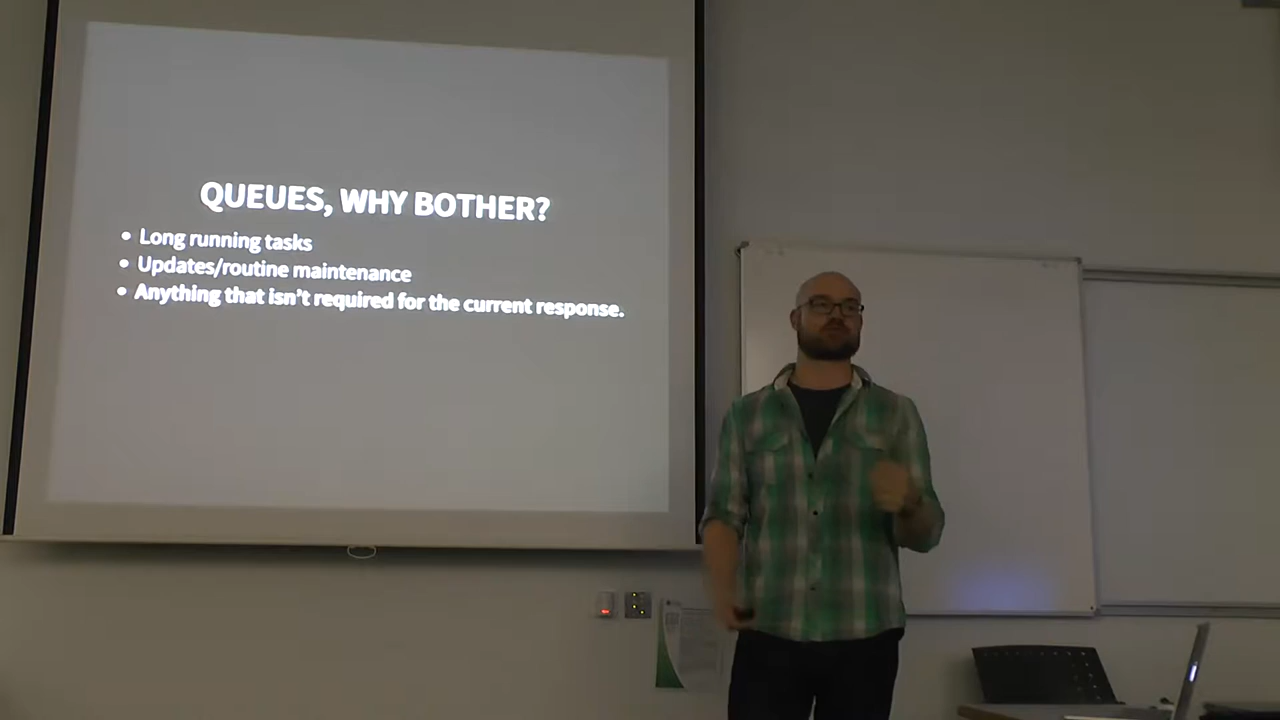 QUEUES, WHY BOTHER?
• Long running tasks
• Updates/routine maintenance
• Anything that isn't required for the current response.